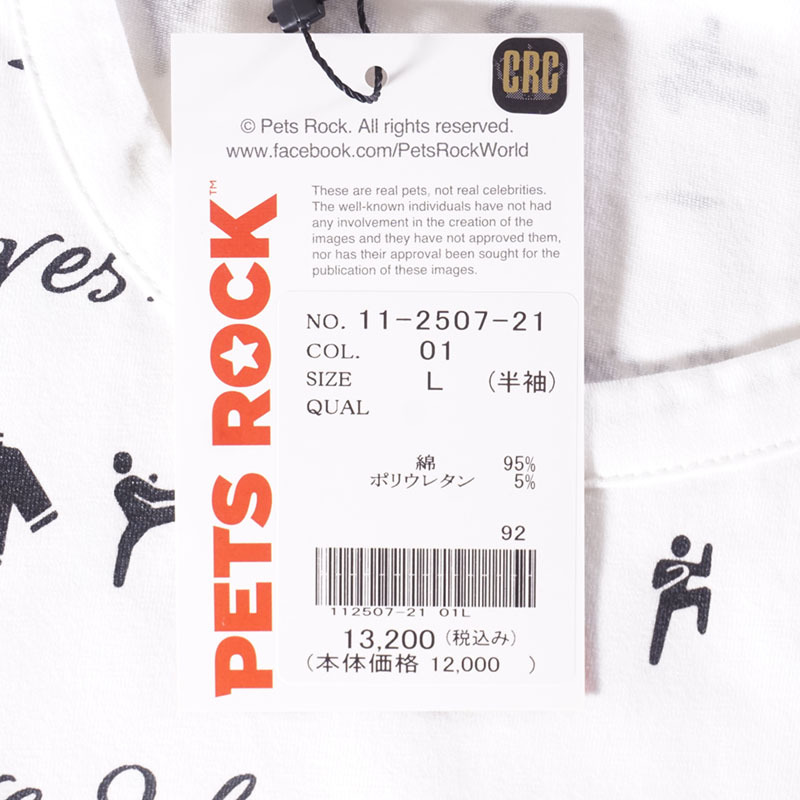 CRC
© Pets Rock. All rights reserved.
www.facebook.com/PetsRockWorld
PETS ROCK™
These are real pets, not real celebrities.
The well-known individuals have not had
any involvement in the creation of the
images and they have not approved them,
nor has their approval been sought for the
publication of these images.
NO. 11-2507-21
COL. 01
SIZE L (半袖)
QUAL
綿 95%
ポリウレタン 5%
92
112507-21 01L
13,200 (税込み)
(本体価格 12,000 )